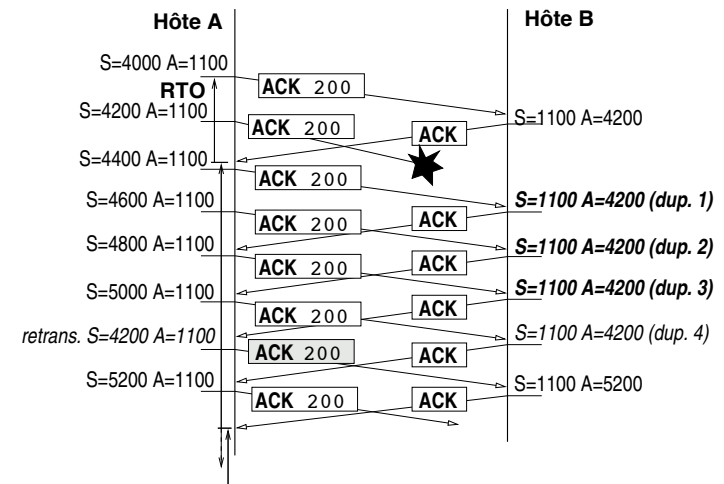 Hôte A
Hôte B
S=4000 A=1100
RTO
ACK 200
S=4200 A=1100
ACK 200
ACK
S=1100 A=4200
S=4400 A=1100
ACK 200
S=4600 A=1100
ACK
S=1100 A=4200 (dup. 1)
ACK 200
S=4800 A=1100
ACK
S=1100 A=4200 (dup. 2)
ACK 200
S=5000 A=1100
ACK
S=1100 A=4200 (dup. 3)
ACK 200
retrans. S=4200 A=1100
S=1100 A=4200 (dup. 4)
ACK 200
ACK
S=5200 A=1100
S=1100 A=5200
ACK 200
ACK